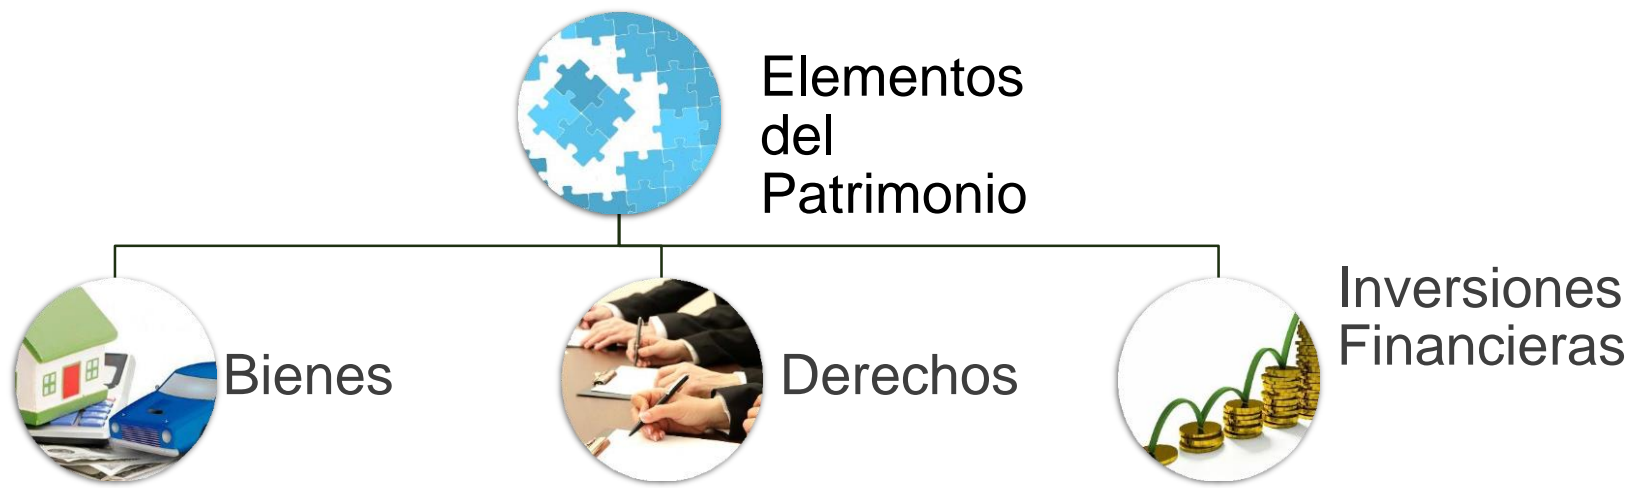 Elementos
del
Patrimonio
Bienes
Derechos
Inversiones
Financieras